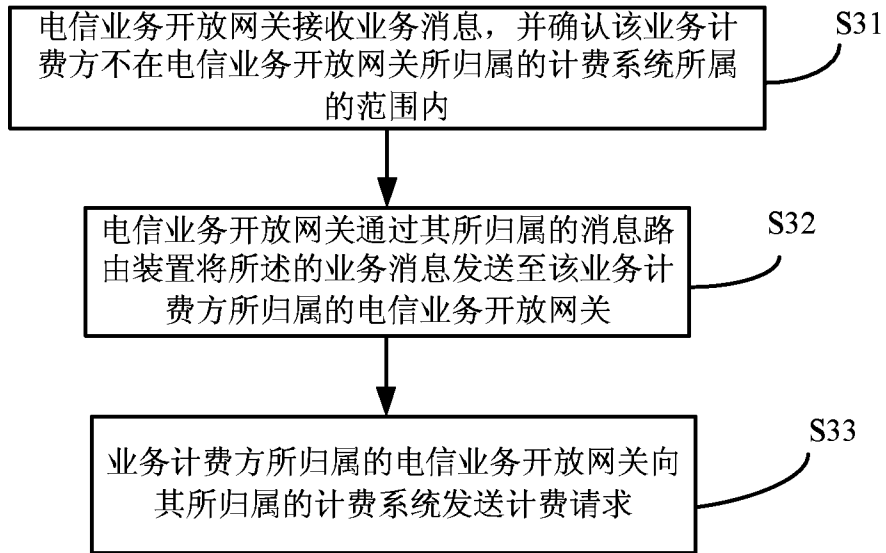 电信业务开放网关接收业务消息，并确认该业务计
费方不在电信业务开放网关所归属的计费系统所属
的范围内
S31
电信业务开放网关通过其所归属的消息路
由装置将所述的业务消息发送至该业务计
费方所归属的电信业务开放网关
S32
业务计费方所归属的电信业务开放网关向
其所归属的计费系统发送计费请求
S33